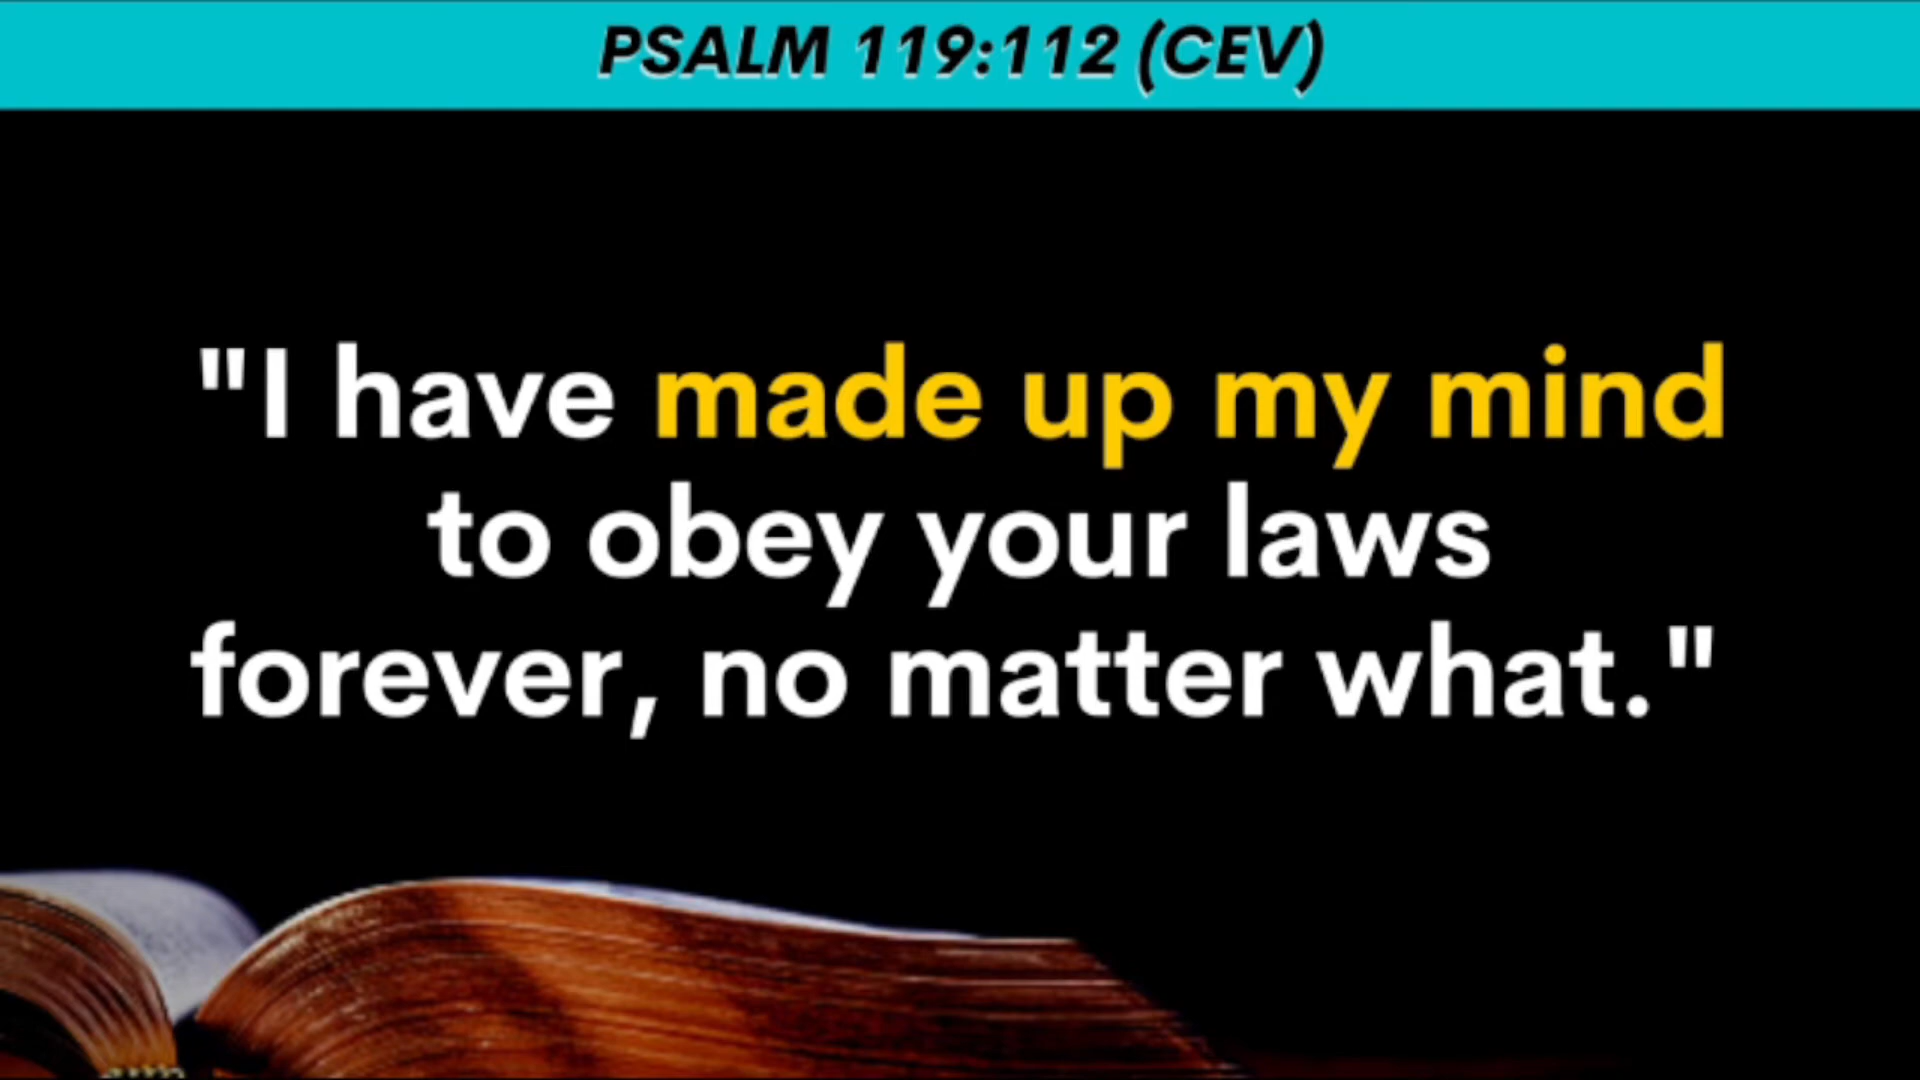 PSALM 119:112 (CEV)
"I have made up my mind
to obey your laws
forever, no matter what."